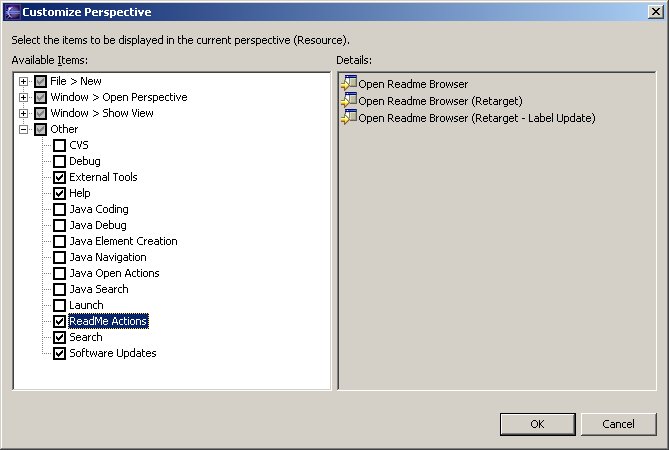 Customize Perspective
Select the items to be displayed in the current perspective (Resource).
Available Items:
File > New
Window > Open Perspective
Window > Show View
Other
CVS
Debug
External Tools
Help
Java Coding
Java Debug
Java Element Creation
Java Navigation
Java Open Actions
Java Search
Launch
ReadMe Actions
Search
Software Updates
Details:
Open Readme Browser
Open Readme Browser (Retarget)
Open Readme Browser (Retarget - Label Update)
OK
Cancel